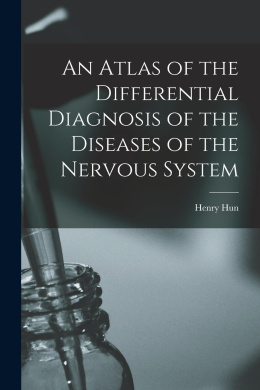 An Atlas of the
Differential
Diagnosis of the
Diseases of the
Nervous System
Henry Hun